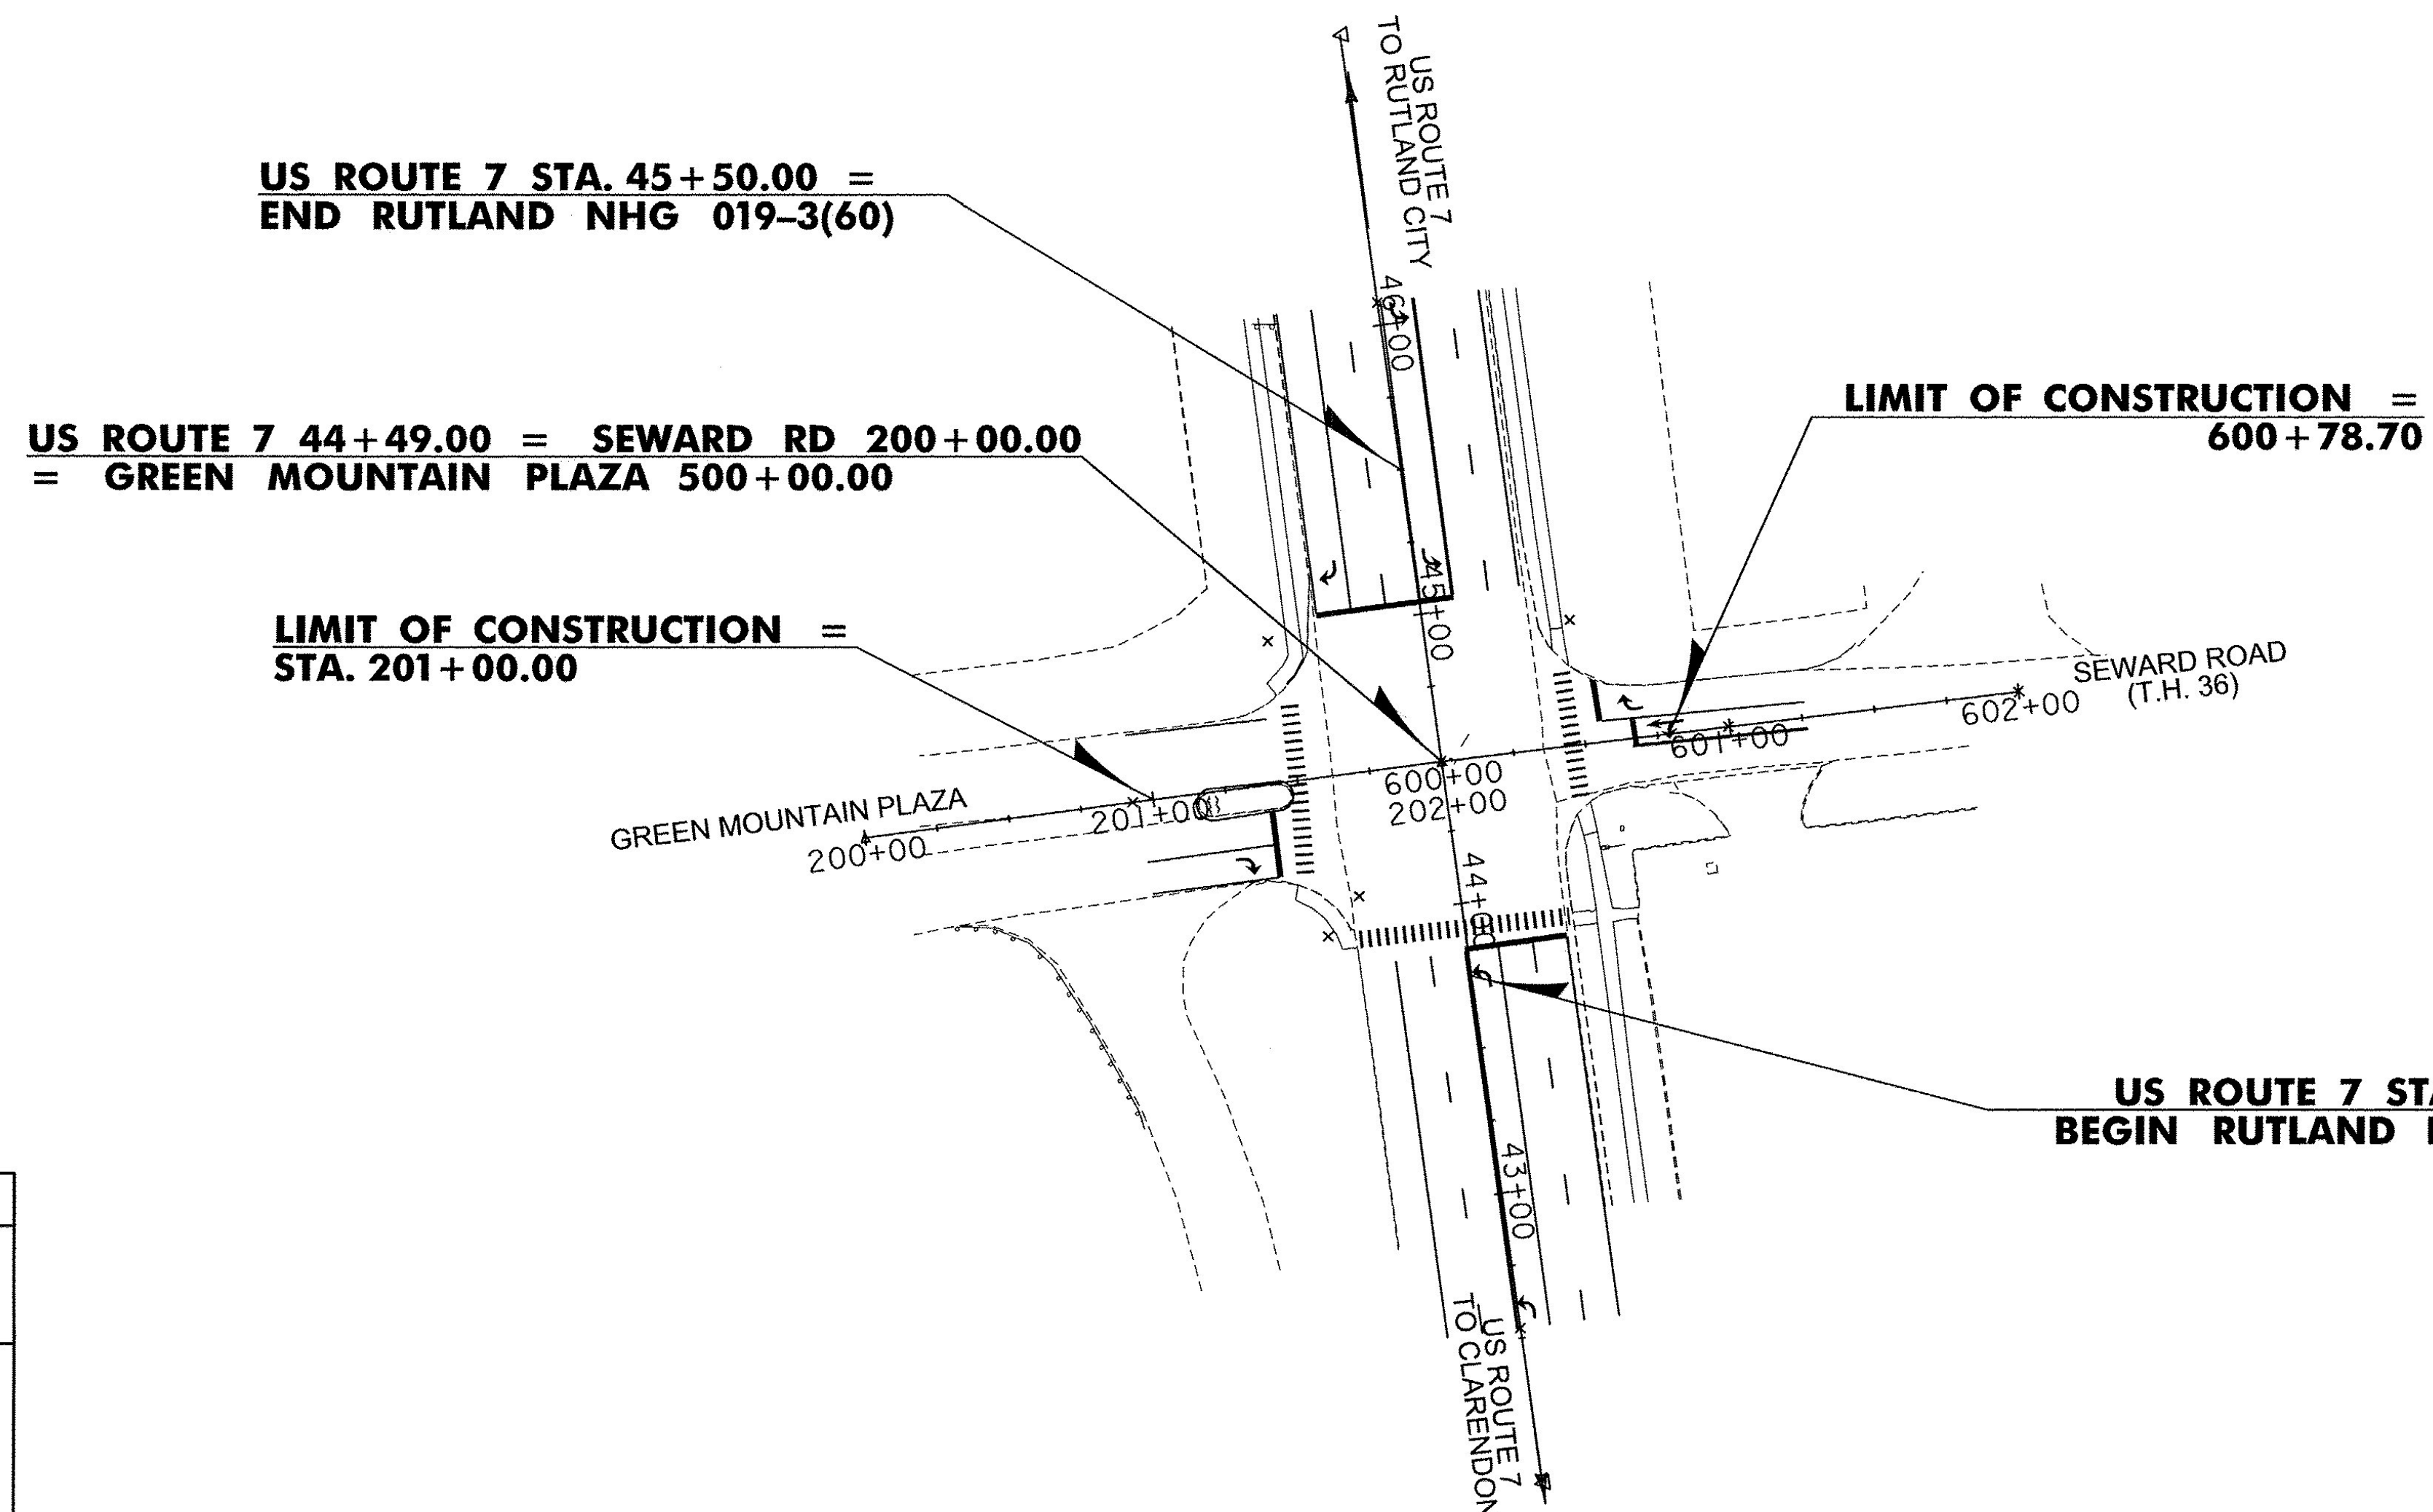 US ROUTE 7
TO RUTLAND CITY
US ROUTE 7 STA. 45+50.00 =
END RUTLAND NHG 019-3(60)
46+00
LIMIT OF CONSTRUCTION =
600+78.70
US ROUTE 7 44+49.00 = SEWARD RD 200+00.00
= GREEN MOUNTAIN PLAZA 500+00.00
45+00
LIMIT OF CONSTRUCTION =
STA. 201+00.00
SEWARD ROAD
(T.H. 36)
602+00
601+00
600+00
202+00
GREEN MOUNTAIN PLAZA
201+00
200+00
44+00
US ROUTE 7
BEGIN RUTLAND
43+00
US ROUTE 7
TO CLARENDON